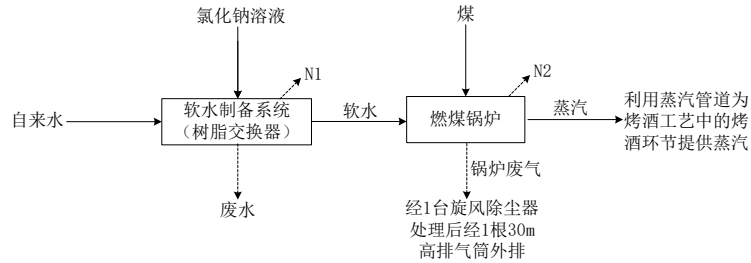 氯化钠溶液
煤
N1
N2
自来水
软水制备系统
（树脂交换器）
软水
燃煤锅炉
蒸汽
利用蒸汽管道为
烤酒工艺中的烤
酒环节提供蒸汽
废水
锅炉废气
经1台旋风除尘器
处理后经1根30m
高排气筒外排